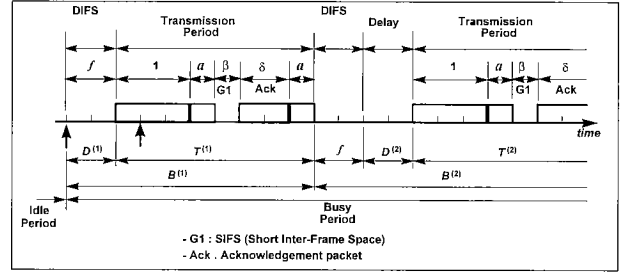 DIFS Transmission Period DIFS Delay Transmission Period
f 1 a β δ a 1 a β δ
G1 Ack G1 Ack
time
D(1) T(1) f D(2) T(2)
B(1) B(2)
Idle Period Busy Period
- G1 : SIFS (Short Inter-Frame Space)
- Ack . Acknowledgement packet